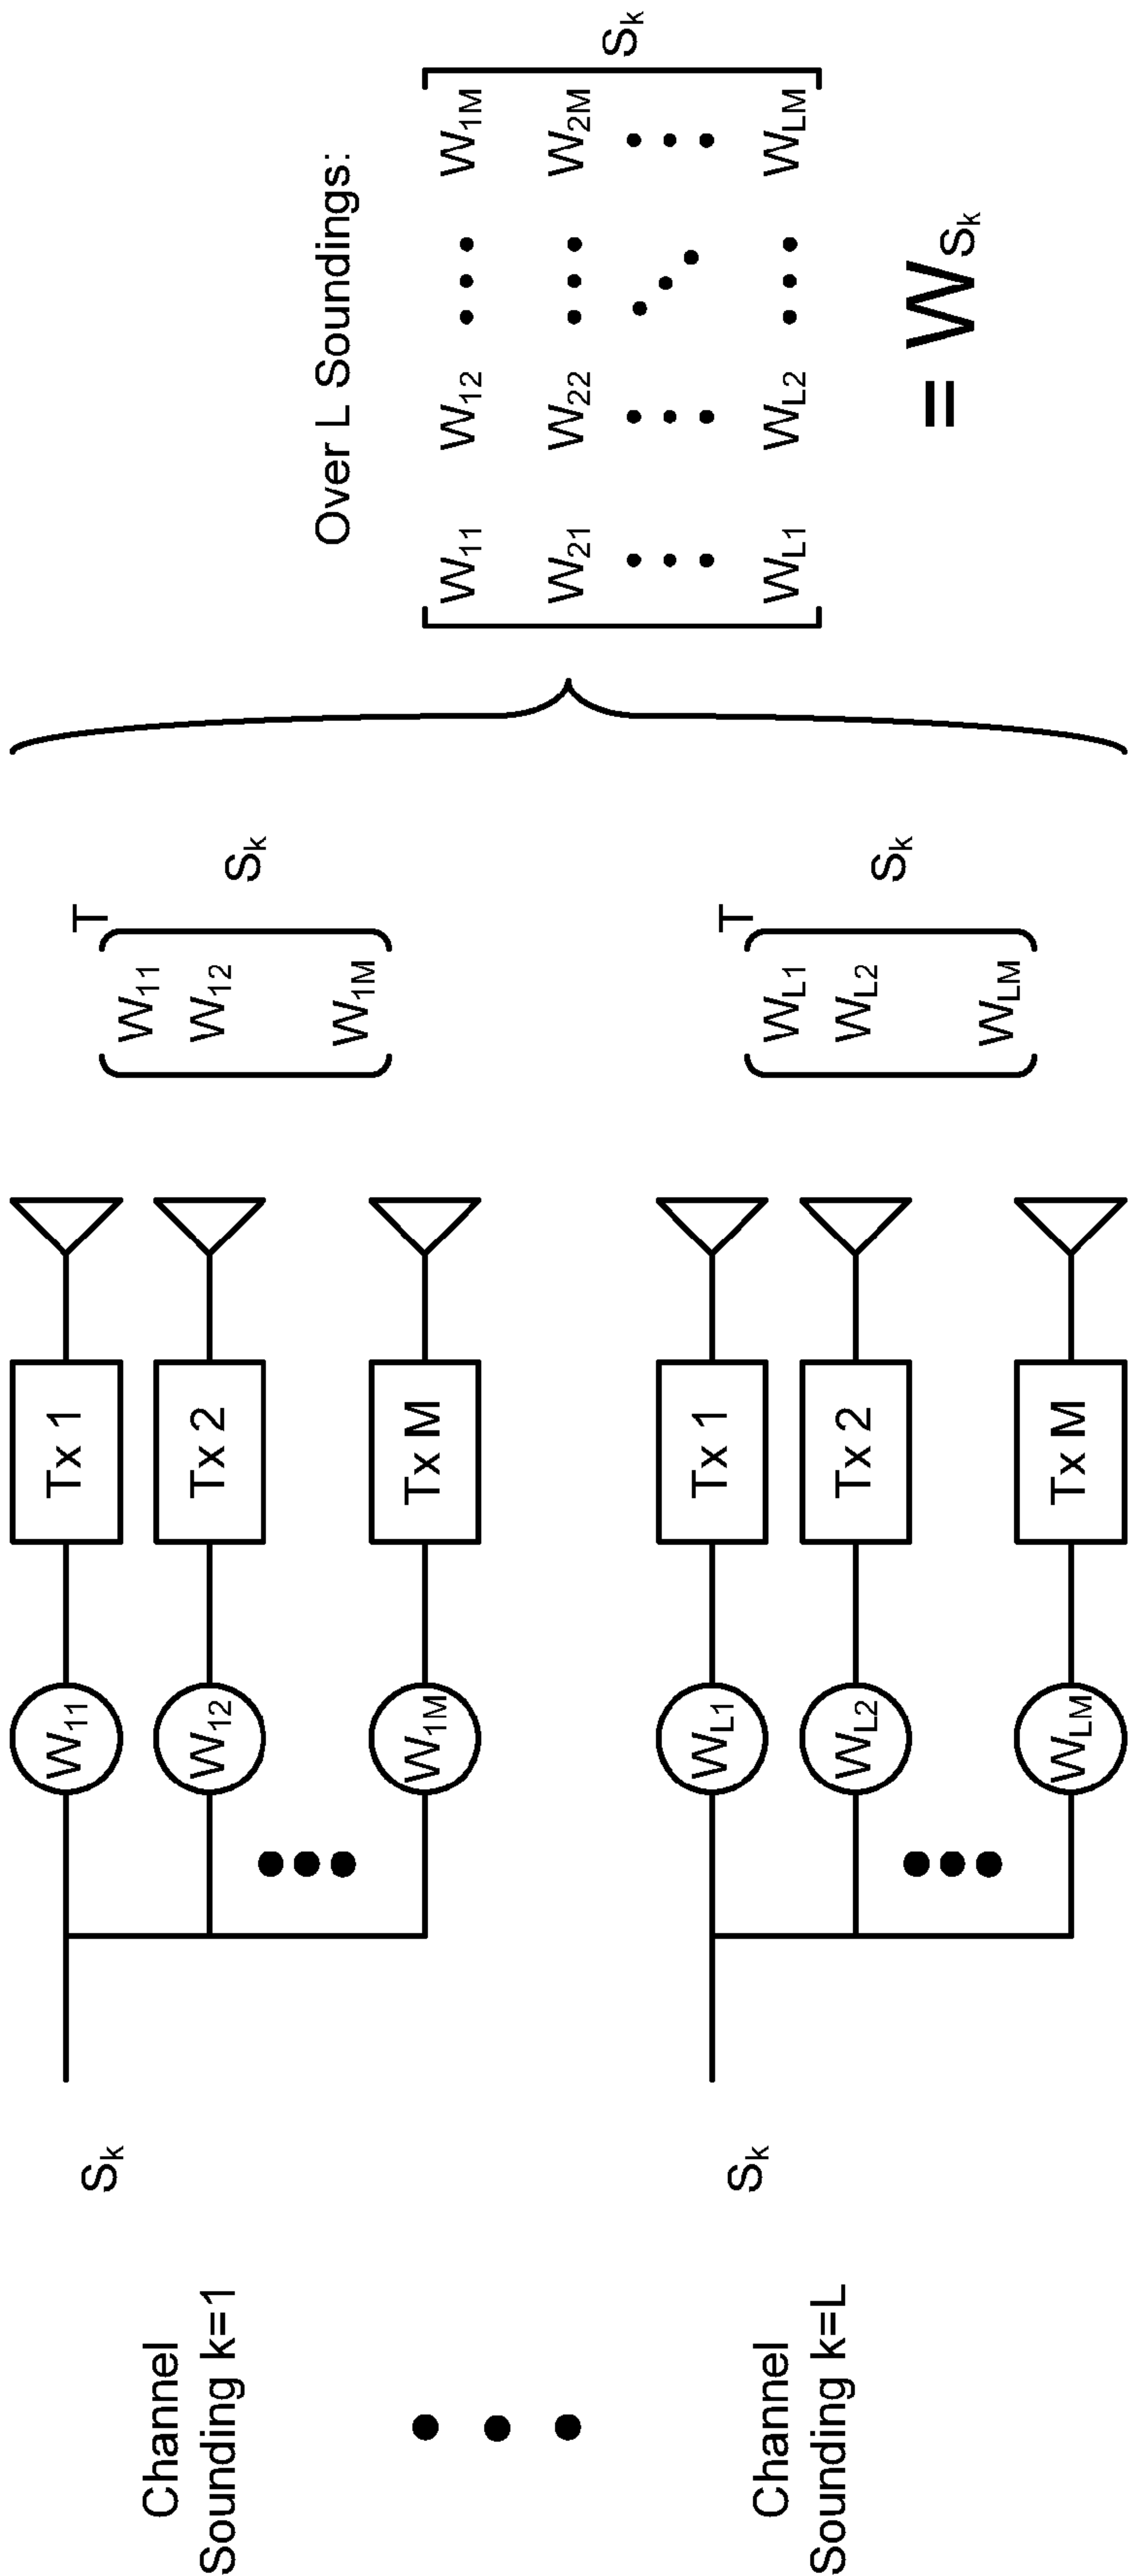 Channel
Sounding k=1
S_k
W_11
Tx 1
W_12
Tx 2
W_1M
Tx M
W_11
W_12
W_1M
T
S_k
Channel
Sounding k=L
S_k
W_L1
Tx 1
W_L2
Tx 2
W_LM
Tx M
W_L1
W_L2
W_LM
T
S_k
Over L Soundings:
W_11 W_12 W_1M
W_21 W_22 W_2M
W_L1 W_L2 W_LM
S_k
= W_S_k